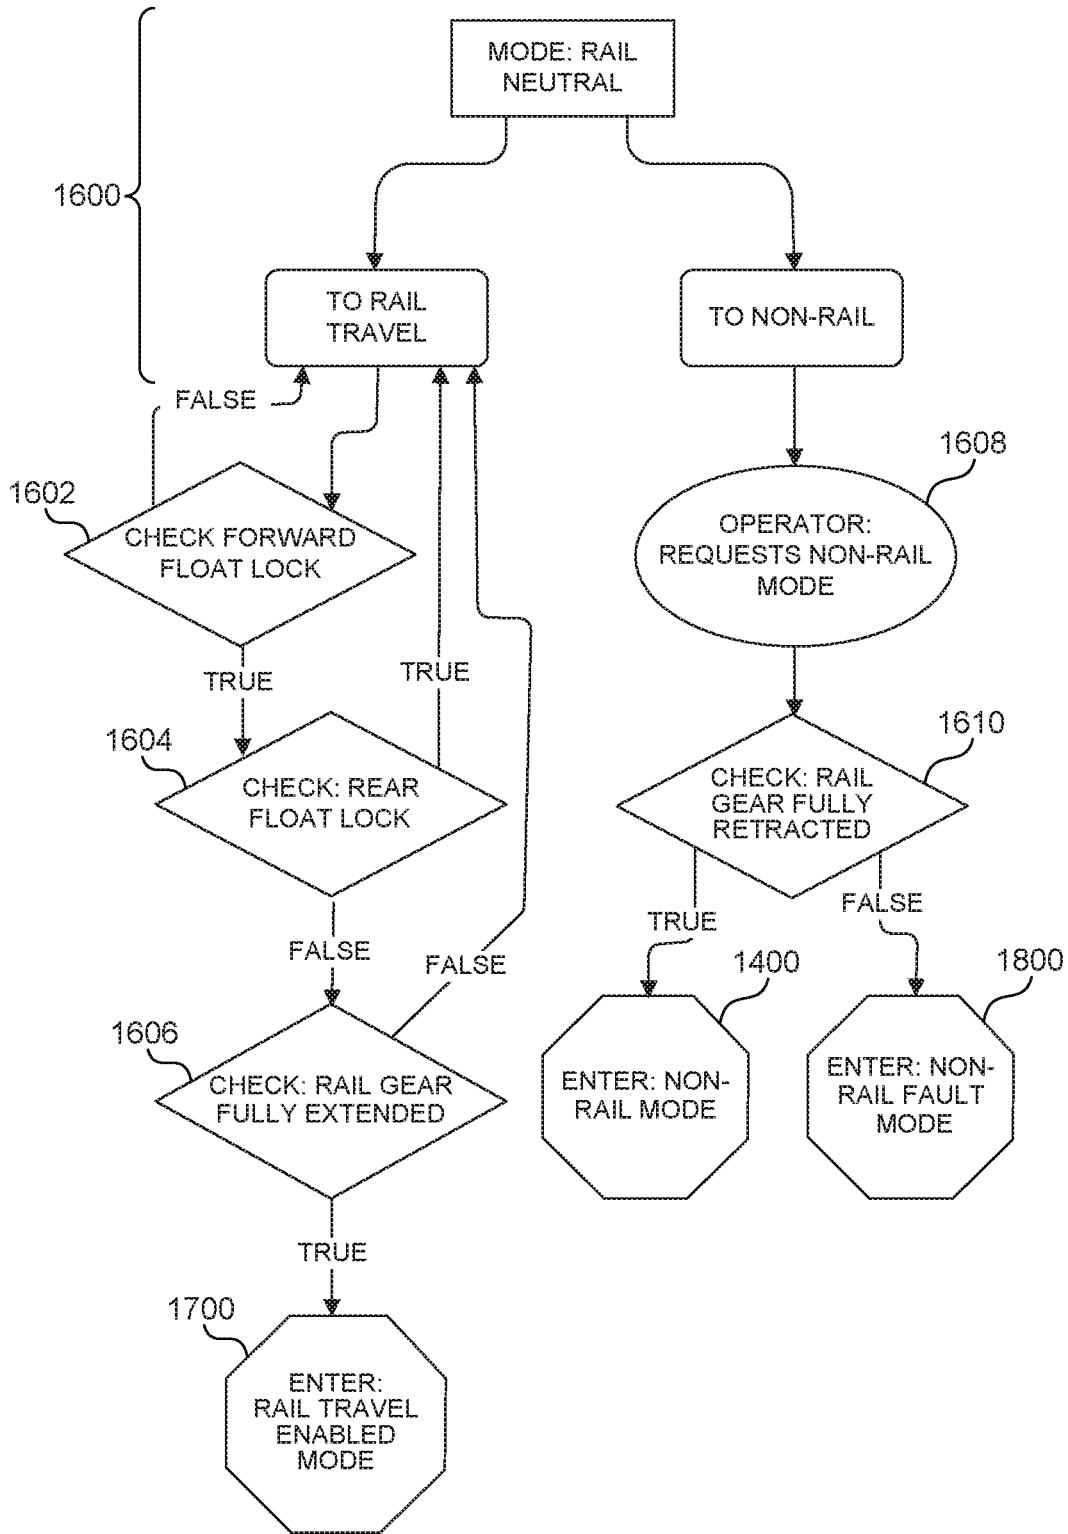 MODE: RAIL
NEUTRAL
1600
TO RAIL
TRAVEL
TO NON-RAIL
FALSE
1602
CHECK FORWARD
FLOAT LOCK
1608
OPERATOR:
REQUESTS NON-RAIL
MODE
TRUE
TRUE
1604
CHECK: REAR
FLOAT LOCK
1610
CHECK: RAIL
GEAR FULLY
RETRACTED
FALSE
FALSE
TRUE
FALSE
1606
CHECK: RAIL GEAR
FULLY EXTENDED
1400
ENTER: NON-
RAIL MODE
1800
ENTER: NON-
RAIL FAULT
MODE
TRUE
1700
ENTER:
RAIL TRAVEL
ENABLED
MODE